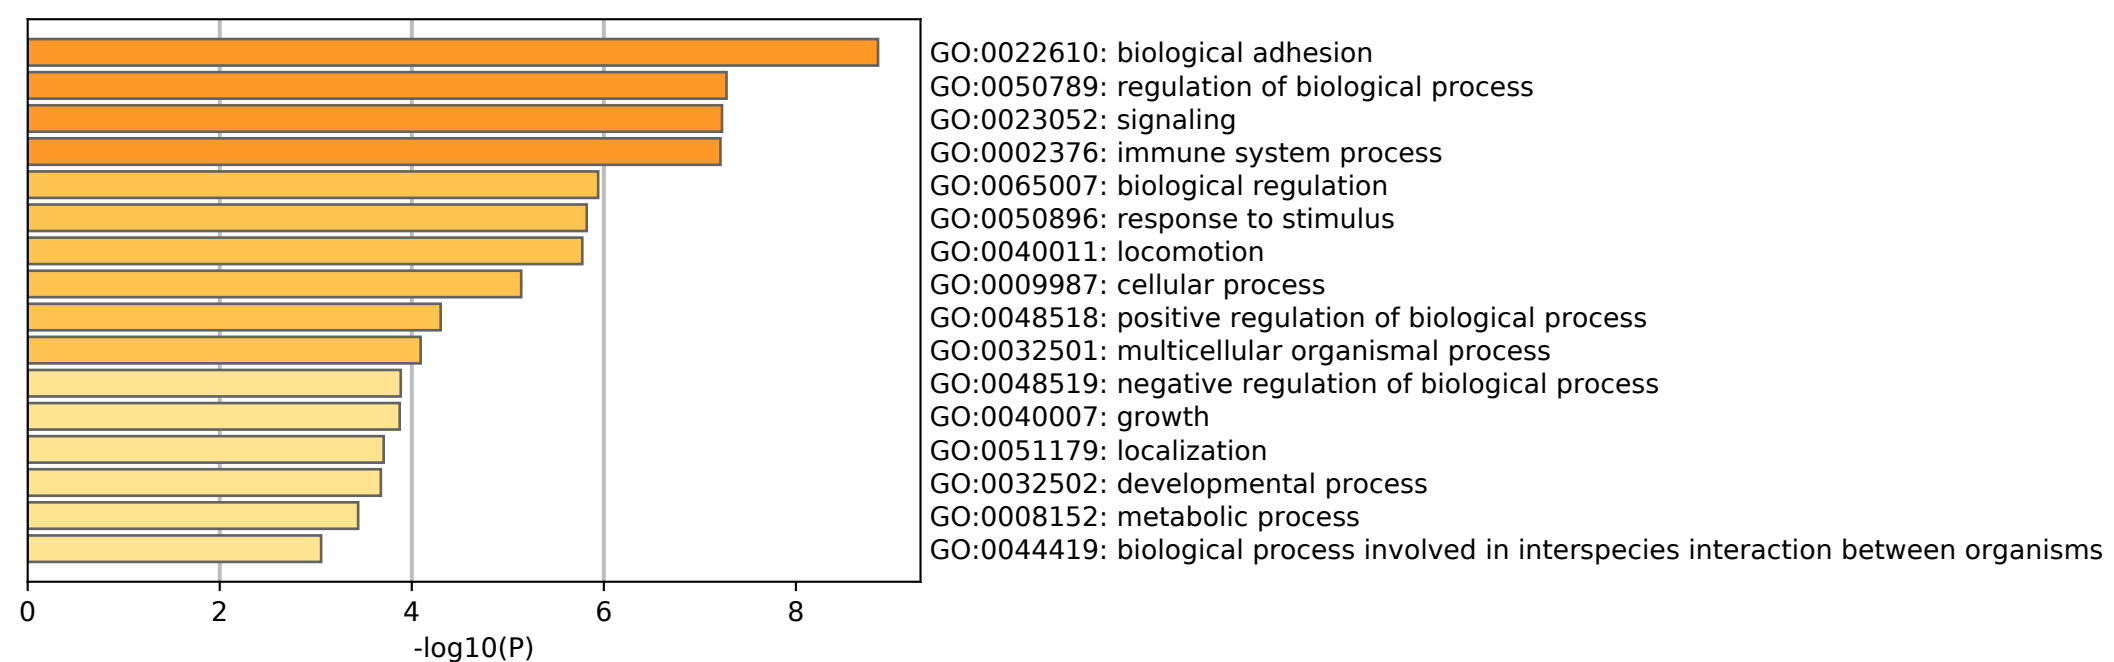 GO:0022610: biological adhesion
GO:0050789: regulation of biological process
GO:0023052: signaling
GO:0002376: immune system process
GO:0065007: biological regulation
GO:0050896: response to stimulus
GO:0040011: locomotion
GO:0009987: cellular process
GO:0048518: positive regulation of biological process
GO:0032501: multicellular organismal process
GO:0048519: negative regulation of biological process
GO:0040007: growth
GO:0051179: localization
GO:0032502: developmental process
GO:0008152: metabolic process
GO:0044419: biological process involved in interspecies interaction between organisms
0 2 4 6 8
-log10(P)